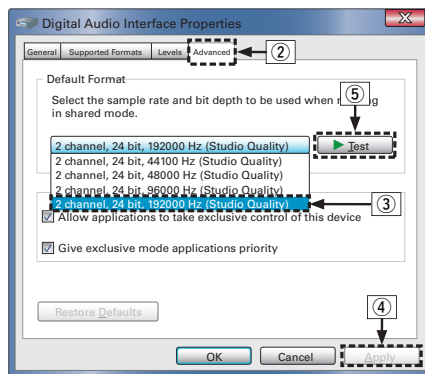 Digital Audio Interface Properties
General Supported Formats Levels Advanced
②
Default Format
Select the sample rate and bit depth to be used when
in shared mode.
⑤
2 channel, 24 bit, 192000 Hz (Studio Quality)
Test
2 channel, 24 bit, 44100 Hz (Studio Quality)
2 channel, 24 bit, 48000 Hz (Studio Quality)
2 channel, 24 bit, 96000 Hz (Studio Quality)
2 channel, 24 bit, 192000 Hz (Studio Quality)
③
Allow applications to take exclusive control of this device
Give exclusive mode applications priority
Restore Defaults
④
OK Cancel Apply